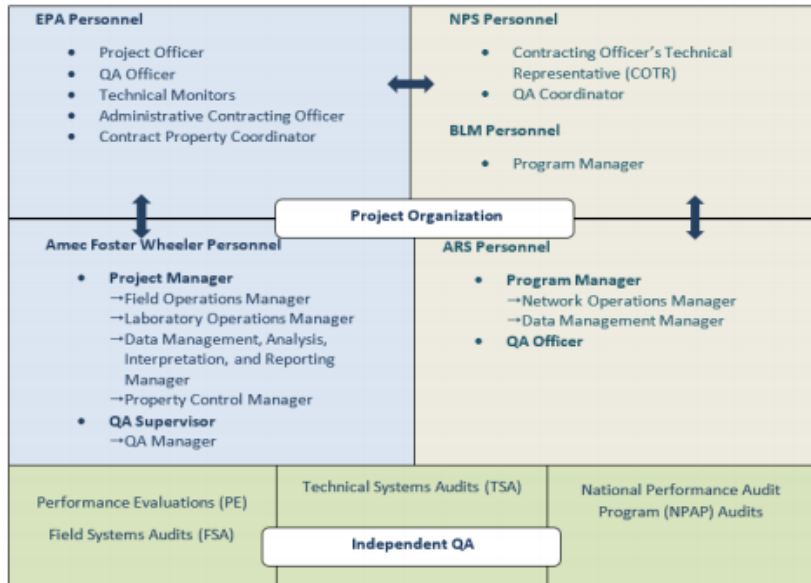 EPA Personnel
• Project Officer
• QA Officer
• Technical Monitors
• Administrative Contracting Officer
• Contract Property Coordinator
NPS Personnel
• Contracting Officer's Technical
Representative (COTR)
• QA Coordinator
BLM Personnel
• Program Manager
Project Organization
Amec Foster Wheeler Personnel
• Project Manager
→Field Operations Manager
→Laboratory Operations Manager
→Data Management, Analysis,
Interpretation, and Reporting
Manager
→Property Control Manager
• QA Supervisor
→QA Manager
ARS Personnel
• Program Manager
→Network Operations Manager
→Data Management Manager
• QA Officer
Performance Evaluations (PE)
Field Systems Audits (FSA)
Technical Systems Audits (TSA)
National Performance Audit
Program (NPAP) Audits
Independent QA